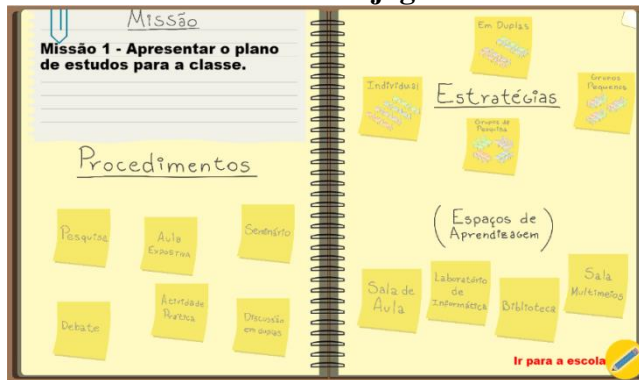 Missão
Missão 1 - Apresentar o plano
de estudos para a classe.
Procedimentos
Pesquisa
Aula
Expositiva
Seminário
Debate
Atividade
Prática
Discussão
em grupos
Em Duplas
Individual
Estratégias
Grupos
Pequenos
Grupos de
Pesquisa
(Espaços de
Aprendizagem)
Sala de
Aula
Laboratório
de
Informática
Biblioteca
Sala
Multimeios
Ir para a escola